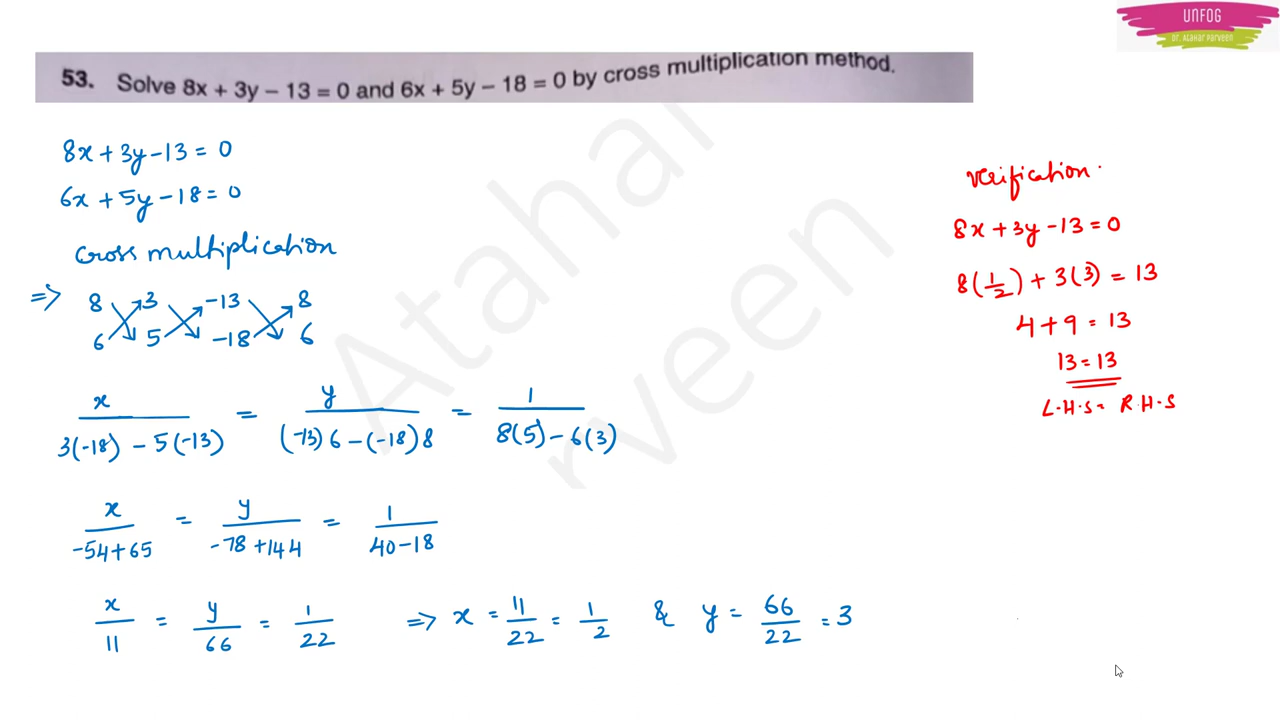 UNFOG
Dr. Atahar Parveen
53. Solve 8x + 3y − 13 = 0 and 6x + 5y − 18 = 0 by cross multiplication method.
8x + 3y - 13 = 0
6x + 5y - 18 = 0
Cross multiplication
=> 8 3 -13 8
6 5 -18 6
x / 3(-18) - 5(-13) = y / (-13)6 - (-18)8 = 1 / 8(5) - 6(3)
x / -54+65 = y / -78+144 = 1 / 40-18
x / 11 = y / 66 = 1 / 22 => x = 11/22 = 1/2 & y = 66/22 = 3
Verification.
8x + 3y - 13 = 0
8(1/2) + 3(3) = 13
4 + 9 = 13
13 = 13
L.H.S = R.H.S
Atahar
rveen